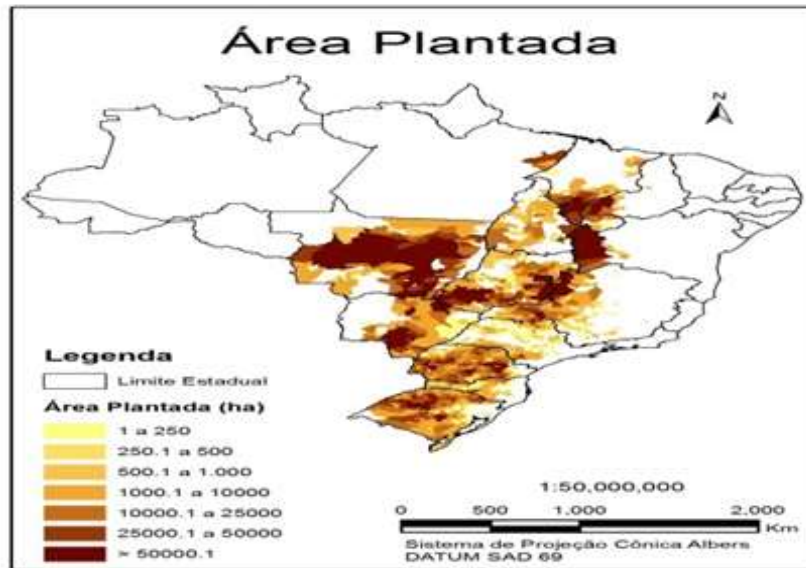 Área Plantada
N
Legenda
Limite Estadual
Área Plantada (ha)
1 a 250
250.1 a 500
500.1 a 1.000
1000.1 a 10000
10000.1 a 25000
25000.1 a 50000
> 50000.1
1:50,000,000
0 500 1.000 2.000
Km
Sistema de Projeção Cônica Albers
DATUM SAD 69